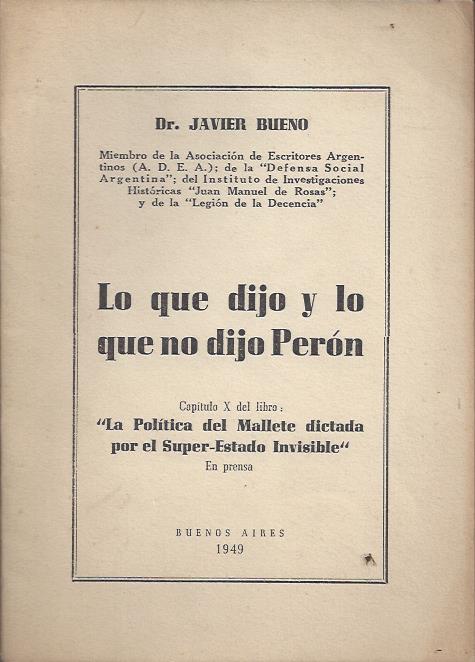 Dr. JAVIER BUENO
Miembro de la Asociación de Escritores Argen-
tinos (A. D. E. A.); de la "Defensa Social
Argentina"; del Instituto de Investigaciones
Históricas "Juan Manuel de Rosas";
y de la "Legión de la Decencia"
Lo que dijo y lo
que no dijo Perón
Capítulo X del libro:
"La Política del Mallete dictada
por el Super-Estado Invisible"
En prensa
BUENOS AIRES
1949